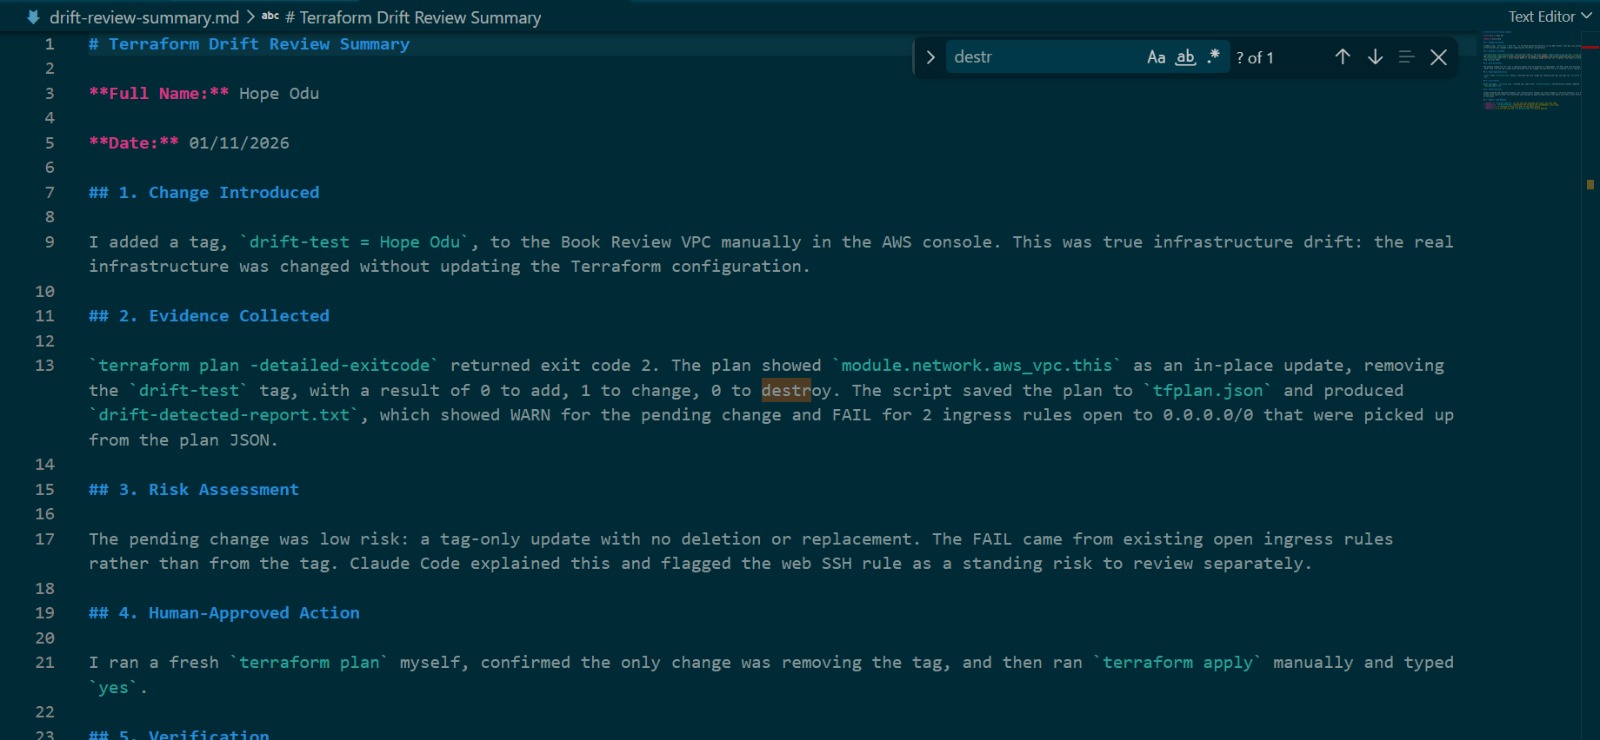 drift-review-summary.md > abc # Terraform Drift Review Summary
Text Editor
destr Aa ab .* ? of 1
1 # Terraform Drift Review Summary
2
3 **Full Name:** Hope Odu
4
5 **Date:** 01/11/2026
6
7 ## 1. Change Introduced
8
9 I added a tag, `drift-test = Hope Odu`, to the Book Review VPC manually in the AWS console. This was true infrastructure drift: the real
infrastructure was changed without updating the Terraform configuration.
10
11 ## 2. Evidence Collected
12
13 `terraform plan -detailed-exitcode` returned exit code 2. The plan showed `module.network.aws_vpc.this` as an in-place update, removing
the `drift-test` tag, with a result of 0 to add, 1 to change, 0 to destroy. The script saved the plan to `tfplan.json` and produced
`drift-detected-report.txt`, which showed WARN for the pending change and FAIL for 2 ingress rules open to 0.0.0.0/0 that were picked up
from the plan JSON.
14
15 ## 3. Risk Assessment
16
17 The pending change was low risk: a tag-only update with no deletion or replacement. The FAIL came from existing open ingress rules
rather than from the tag. Claude Code explained this and flagged the web SSH rule as a standing risk to review separately.
18
19 ## 4. Human-Approved Action
20
21 I ran a fresh `terraform plan` myself, confirmed the only change was removing the tag, and then ran `terraform apply` manually and typed
`yes`.
22
23 ## 5. Verification